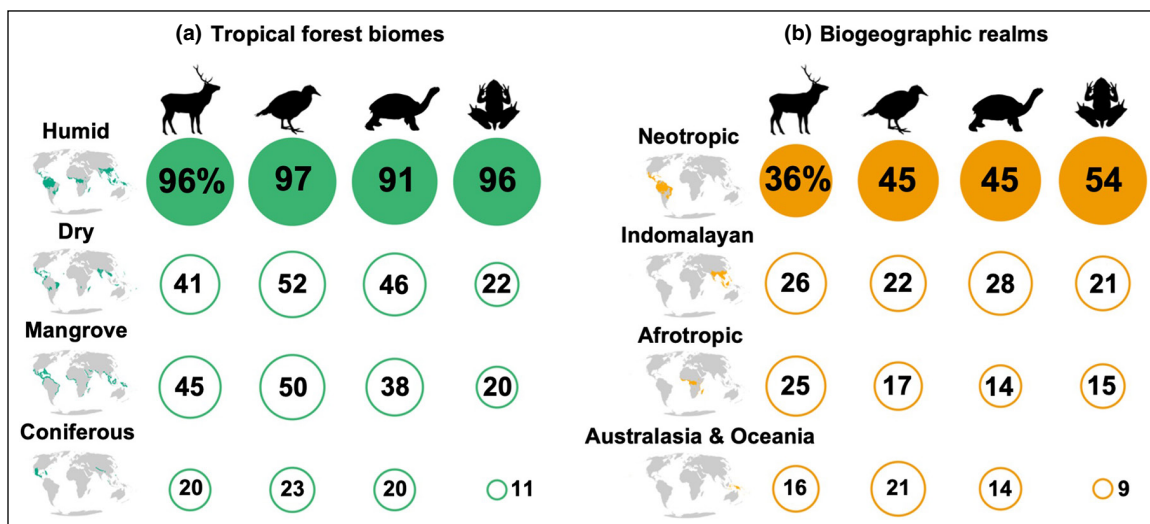 (a) Tropical forest biomes
Humid
96% 97 91 96
Dry
41 52 46 22
Mangrove
45 50 38 20
Coniferous
20 23 20 11
(b) Biogeographic realms
Neotropic
36% 45 45 54
Indomalayan
26 22 28 21
Afrotropic
25 17 14 15
Australasia & Oceania
16 21 14 9